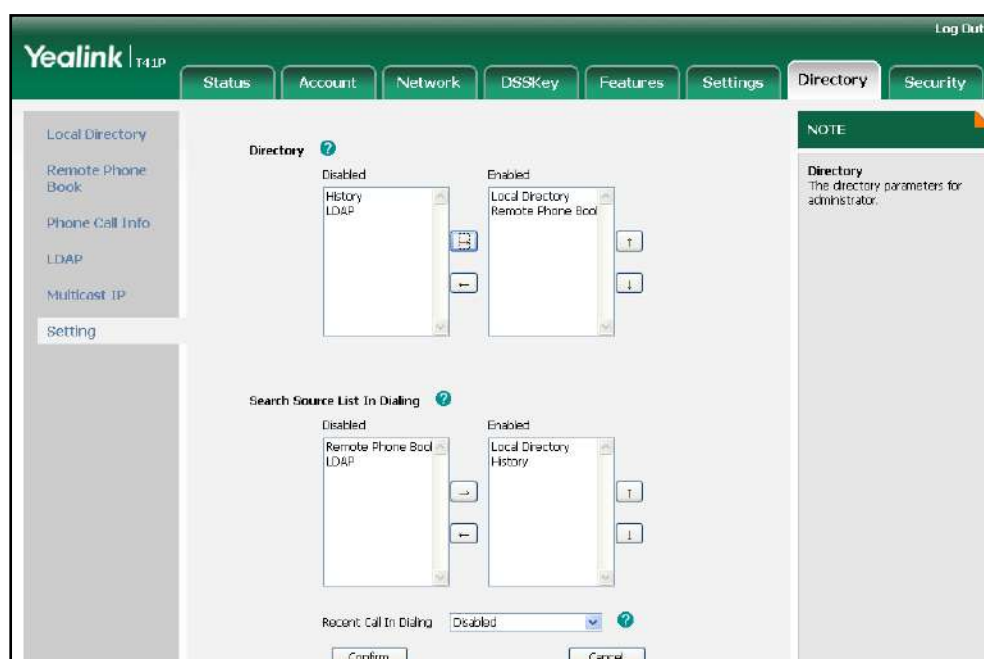 Log Out
Yealink T41P
Status Account Network DSSKey Features Settings Directory Security
Local Directory
Remote Phone
Book
Phone Call Info
LDAP
Multicast IP
Setting
Directory ?
Disabled Enabled
History Local Directory
LDAP Remote Phone Bool
→
← ↑
↓
Search Source List In Dialing ?
Disabled Enabled
Remote Phone Bool Local Directory
LDAP History
→ ↑
← ↓
Recent Call In Dialing Disabled ?
Confirm Cancel
NOTE
Directory
The directory parameters for
administrator.